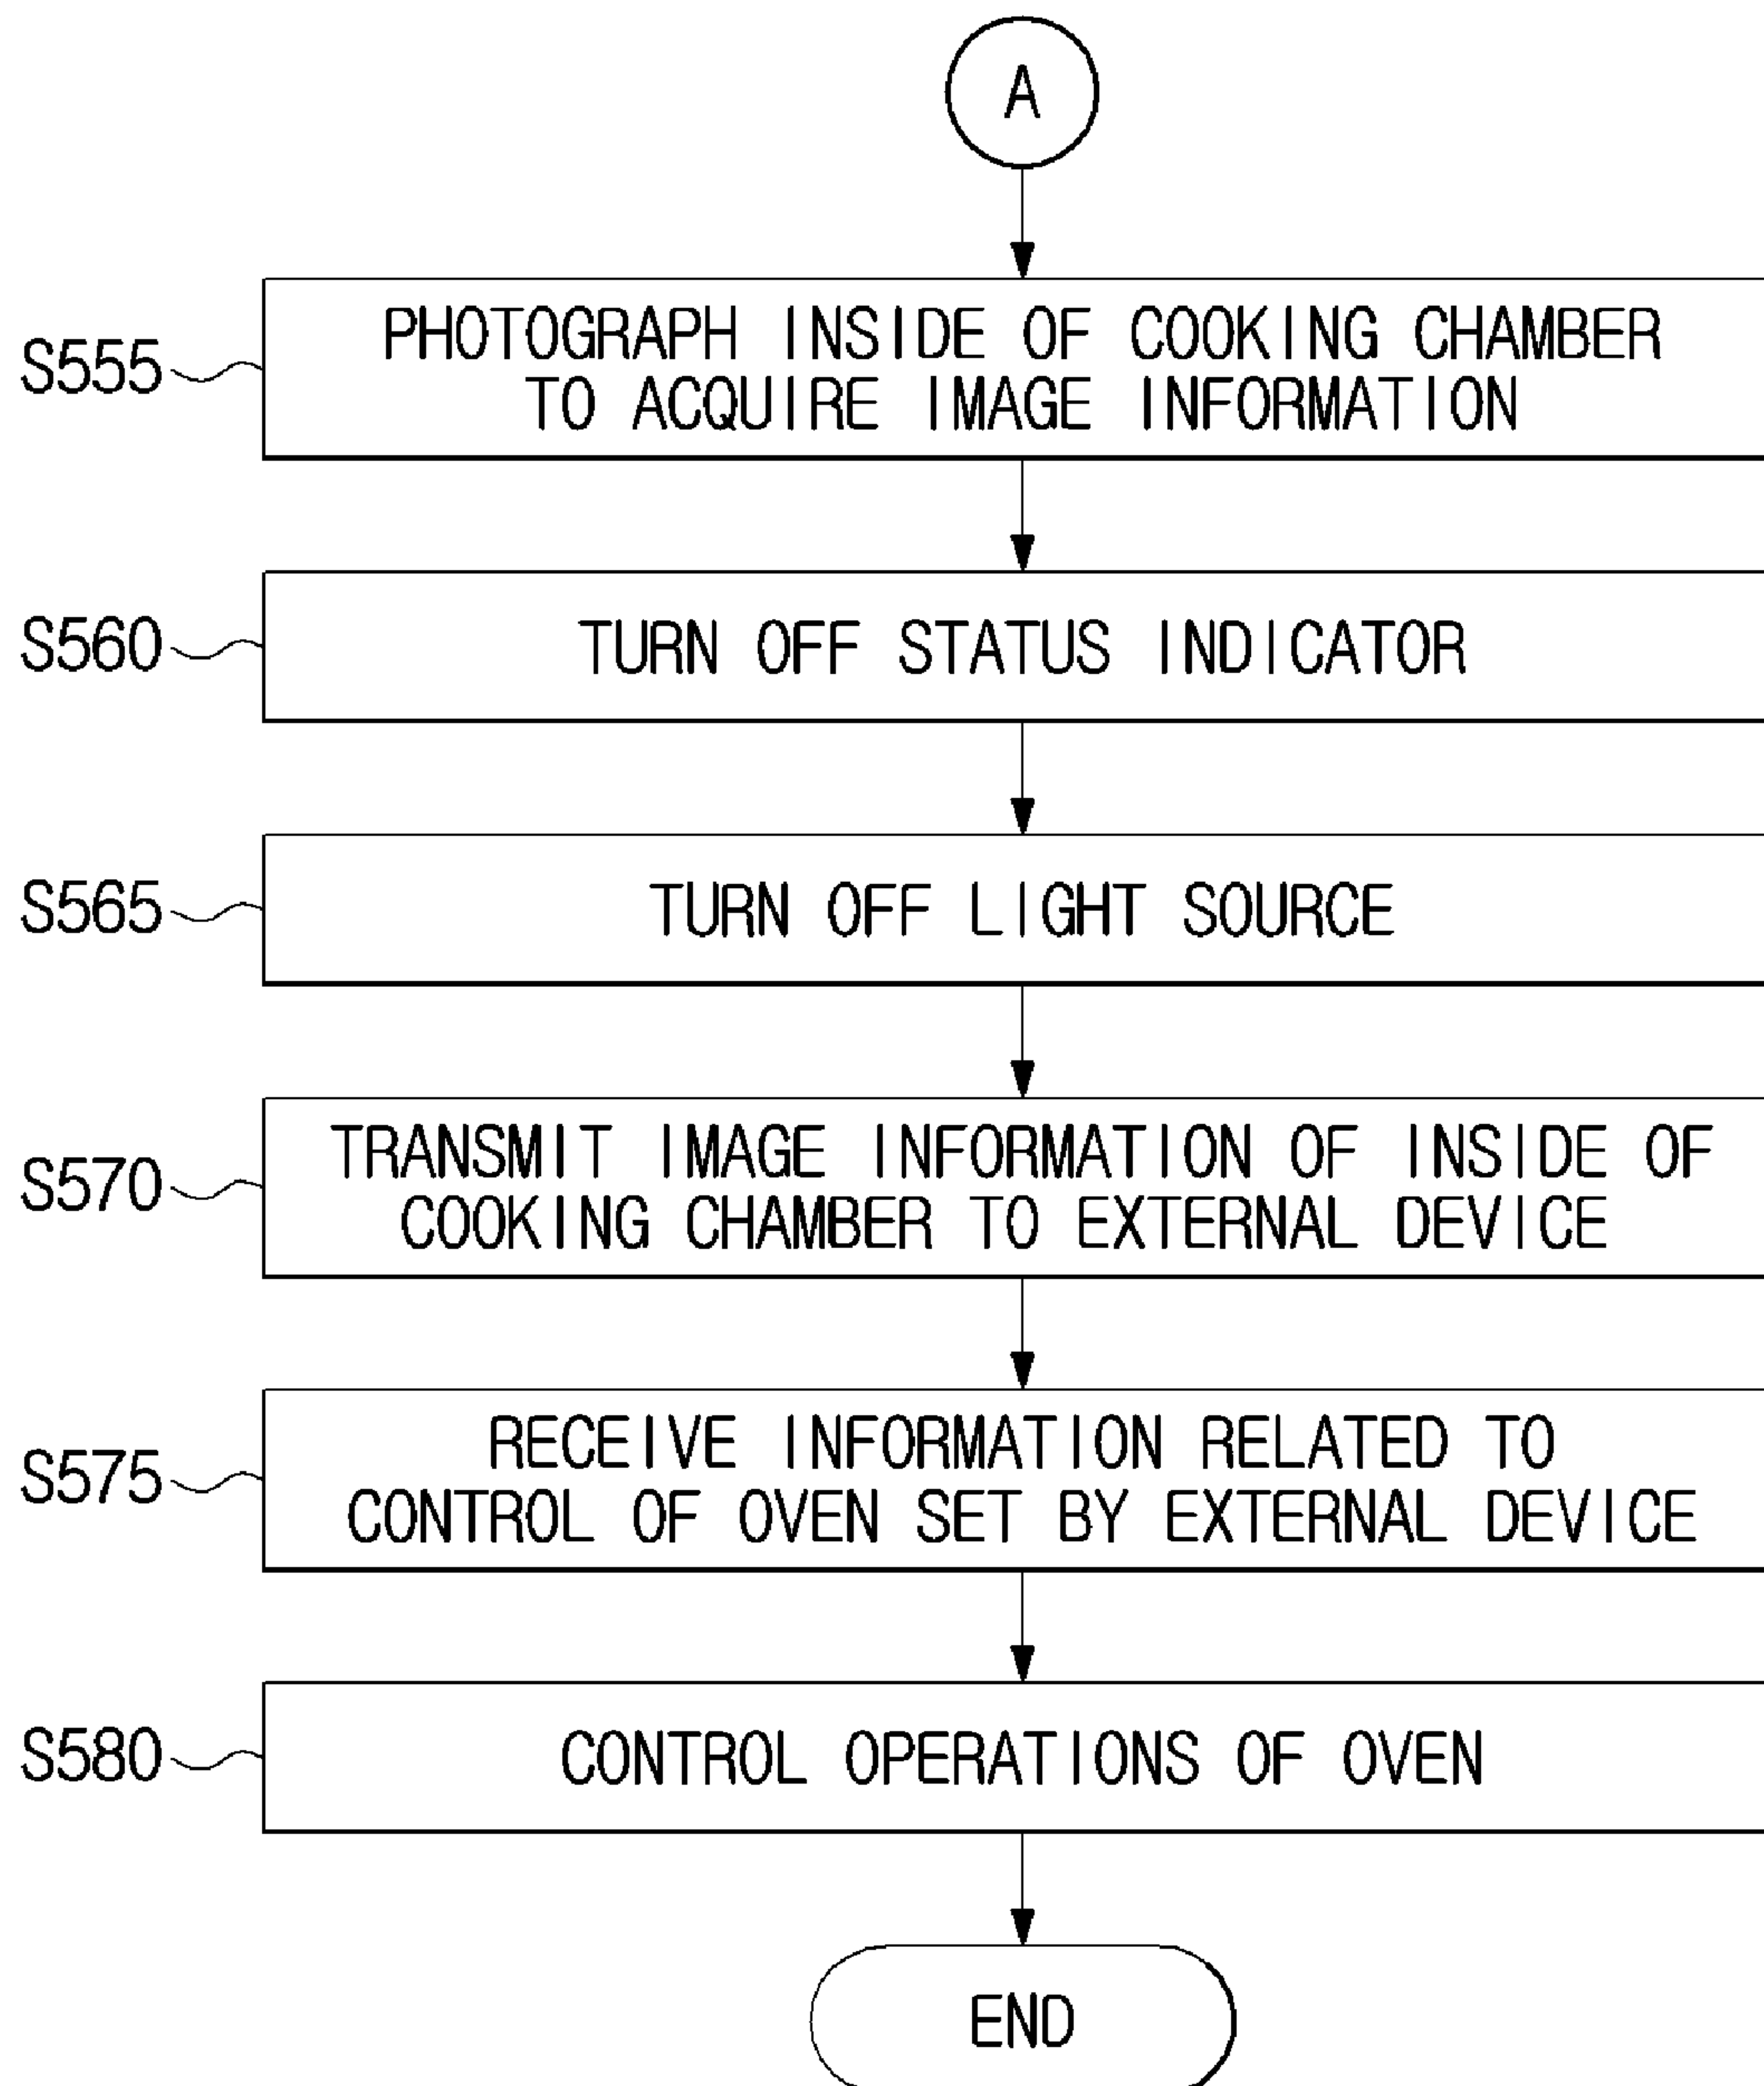 A
S555
PHOTOGRAPH INSIDE OF COOKING CHAMBER
TO ACQUIRE IMAGE INFORMATION
S560
TURN OFF STATUS INDICATOR
S565
TURN OFF LIGHT SOURCE
S570
TRANSMIT IMAGE INFORMATION OF INSIDE OF
COOKING CHAMBER TO EXTERNAL DEVICE
S575
RECEIVE INFORMATION RELATED TO
CONTROL OF OVEN SET BY EXTERNAL DEVICE
S580
CONTROL OPERATIONS OF OVEN
END